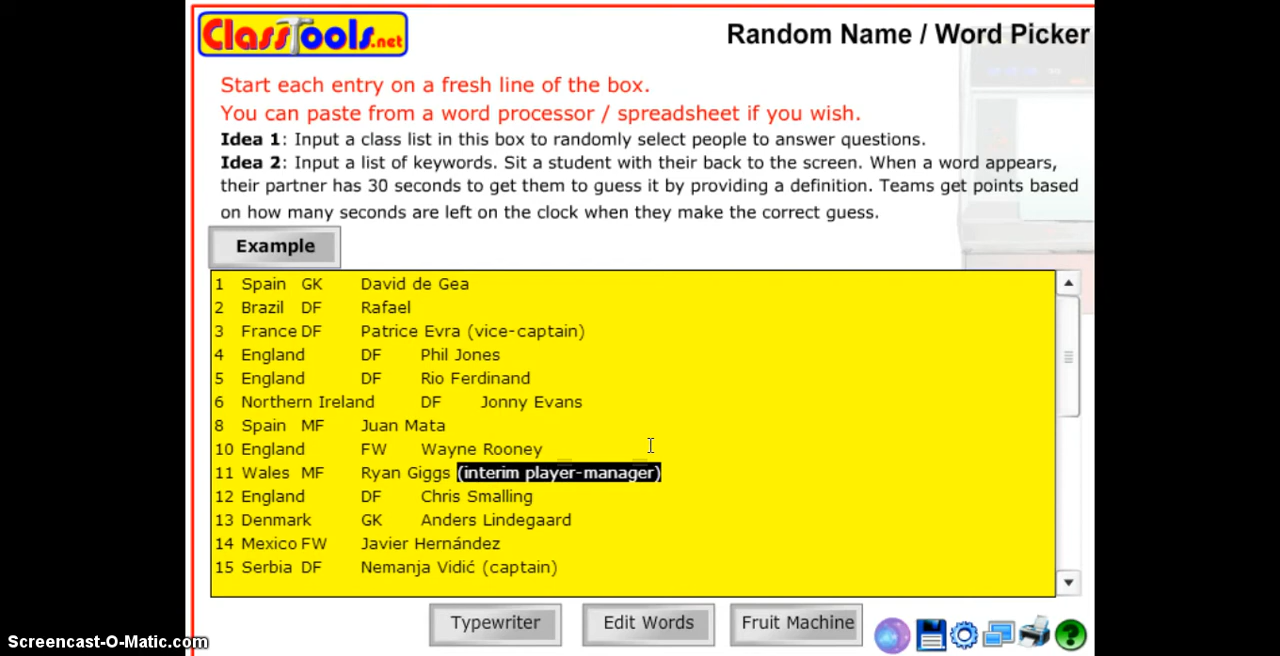 ClassTools.net
Random Name / Word Picker
Start each entry on a fresh line of the box.
You can paste from a word processor / spreadsheet if you wish.
Idea 1: Input a class list in this box to randomly select people to answer questions.
Idea 2: Input a list of keywords. Sit a student with their back to the screen. When a word appears,
their partner has 30 seconds to get them to guess it by providing a definition. Teams get points based
on how many seconds are left on the clock when they make the correct guess.
Example
1 Spain GK David de Gea
2 Brazil DF Rafael
3 France DF Patrice Evra (vice-captain)
4 England DF Phil Jones
5 England DF Rio Ferdinand
6 Northern Ireland DF Jonny Evans
8 Spain MF Juan Mata
10 England FW Wayne Rooney
11 Wales MF Ryan Giggs (interim player-manager)
12 England DF Chris Smalling
13 Denmark GK Anders Lindegaard
14 Mexico FW Javier Hernández
15 Serbia DF Nemanja Vidić (captain)
Typewriter
Edit Words
Fruit Machine
?
Screencast-O-Matic.com